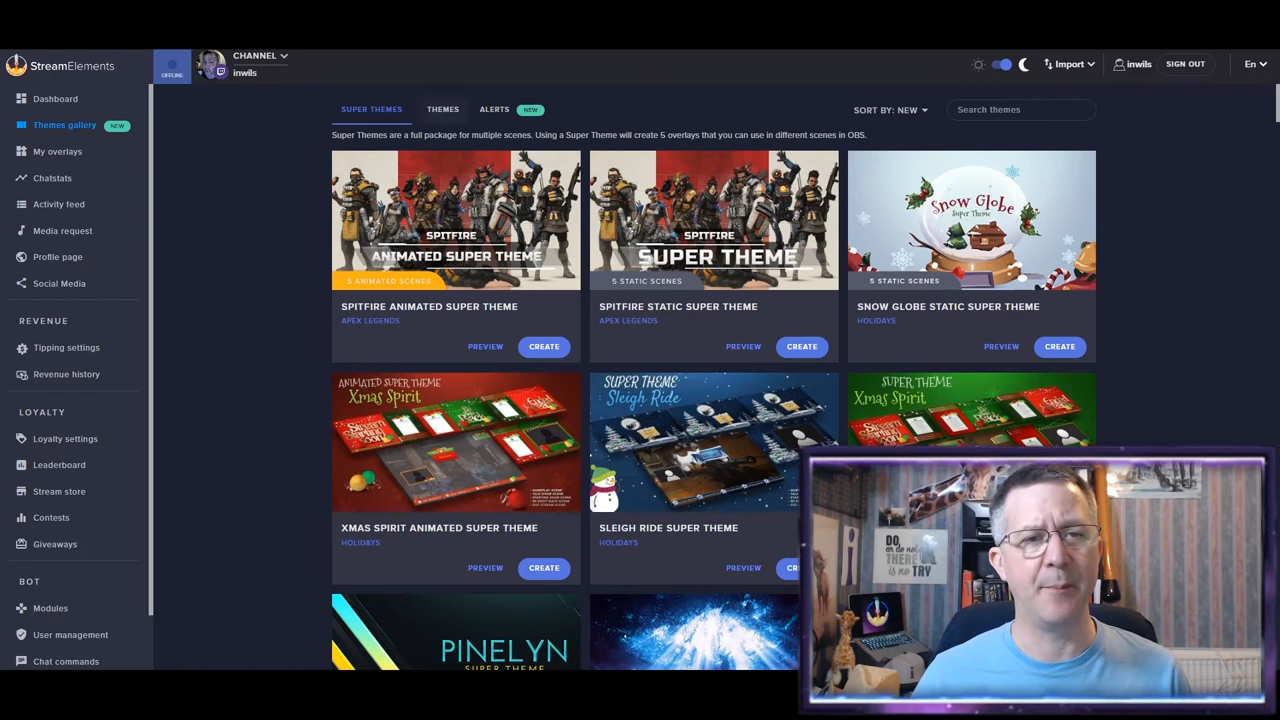 StreamElements
OFFLINE
CHANNEL
inwils
Import
inwils
SIGN OUT
En
Dashboard
Themes gallery
NEW
My overlays
Chatstats
Activity feed
Media request
Profile page
Social Media
REVENUE
Tipping settings
Revenue history
LOYALTY
Loyalty settings
Leaderboard
Stream store
Contests
Giveaways
BOT
Modules
User management
Chat commands
SUPER THEMES
THEMES
ALERTS
NEW
SORT BY: NEW
Search themes
Super Themes are a full package for multiple scenes. Using a Super Theme will create 5 overlays that you can use in different scenes in OBS.
SPITFIRE
ANIMATED SUPER THEME
5 ANIMATED SCENES
SPITFIRE ANIMATED SUPER THEME
APEX LEGENDS
PREVIEW
CREATE
SPITFIRE
SUPER THEME
5 STATIC SCENES
SPITFIRE STATIC SUPER THEME
APEX LEGENDS
PREVIEW
CREATE
Snow Globe
Super Theme
5 STATIC SCENES
SNOW GLOBE STATIC SUPER THEME
HOLIDAYS
PREVIEW
CREATE
ANIMATED SUPER THEME
Xmas Spirit
XMAS SPIRIT ANIMATED SUPER THEME
HOLIDAYS
PREVIEW
CREATE
SUPER THEME
Sleigh Ride
SLEIGH RIDE SUPER THEME
HOLIDAYS
PREVIEW
SUPER THEME
Xmas Spirit
PINELYN
SUPER THEME
DO
or do not
THERE
is no TRY